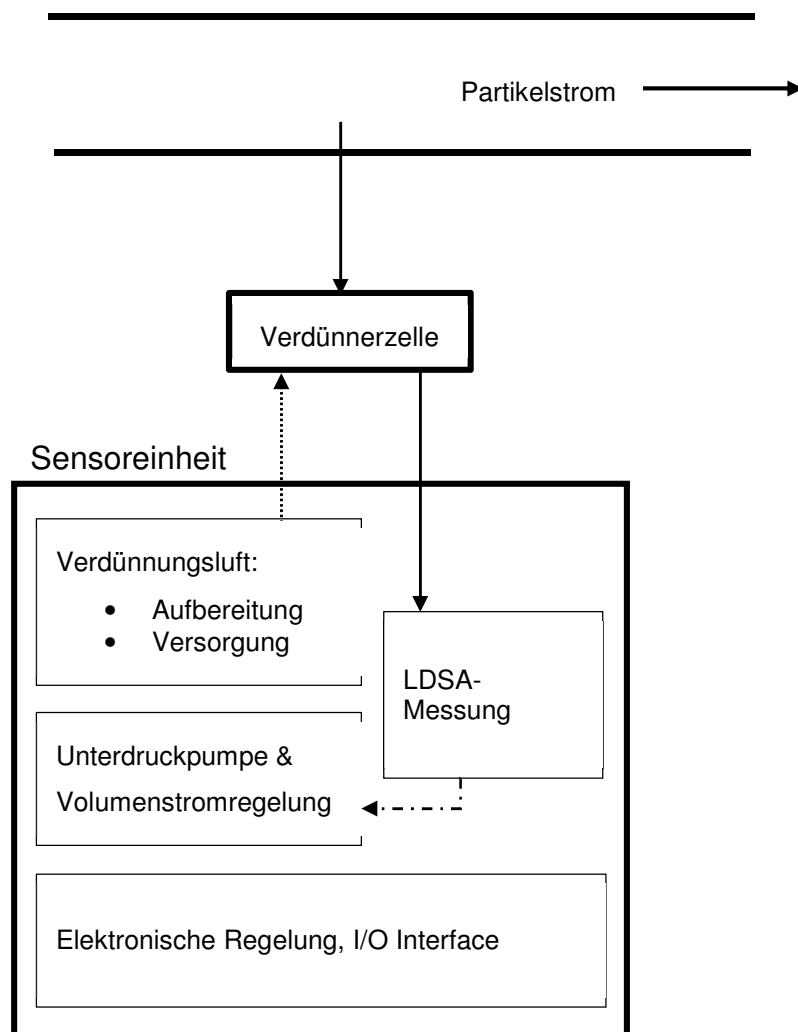 Partikelstrom
Verdünnerzelle
Sensoreinheit
Verdünnungsluft:
• Aufbereitung
• Versorgung
LDSA-
Messung
Unterdruckpumpe &
Volumenstromregelung
Elektronische Regelung, I/O Interface